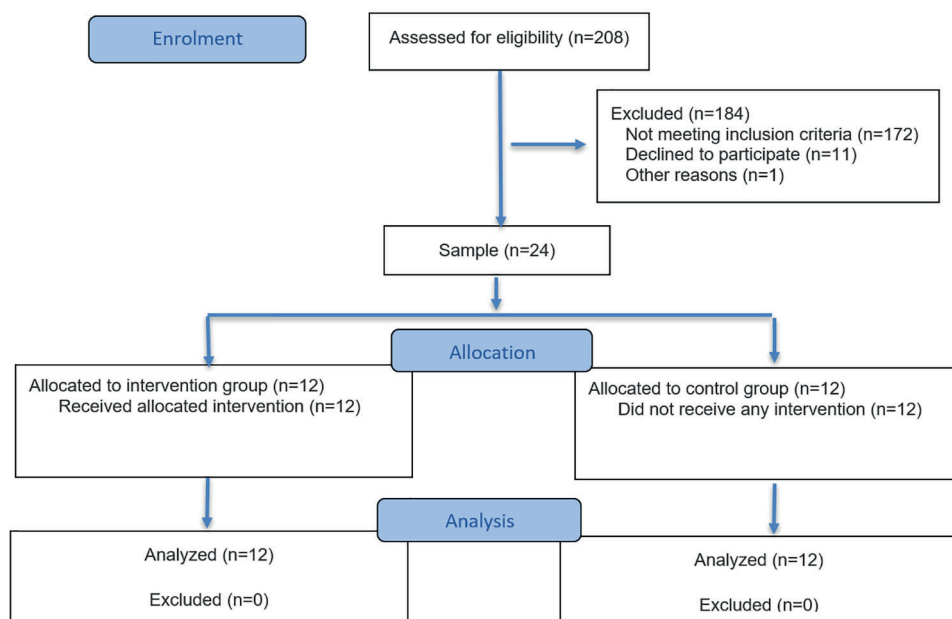 Enrolment
Assessed for eligibility (n=208)
Excluded (n=184)
Not meeting inclusion criteria (n=172)
Declined to participate (n=11)
Other reasons (n=1)
Sample (n=24)
Allocation
Allocated to intervention group (n=12)
Received allocated intervention (n=12)
Allocated to control group (n=12)
Did not receive any intervention (n=12)
Analysis
Analyzed (n=12)
Excluded (n=0)
Analyzed (n=12)
Excluded (n=0)